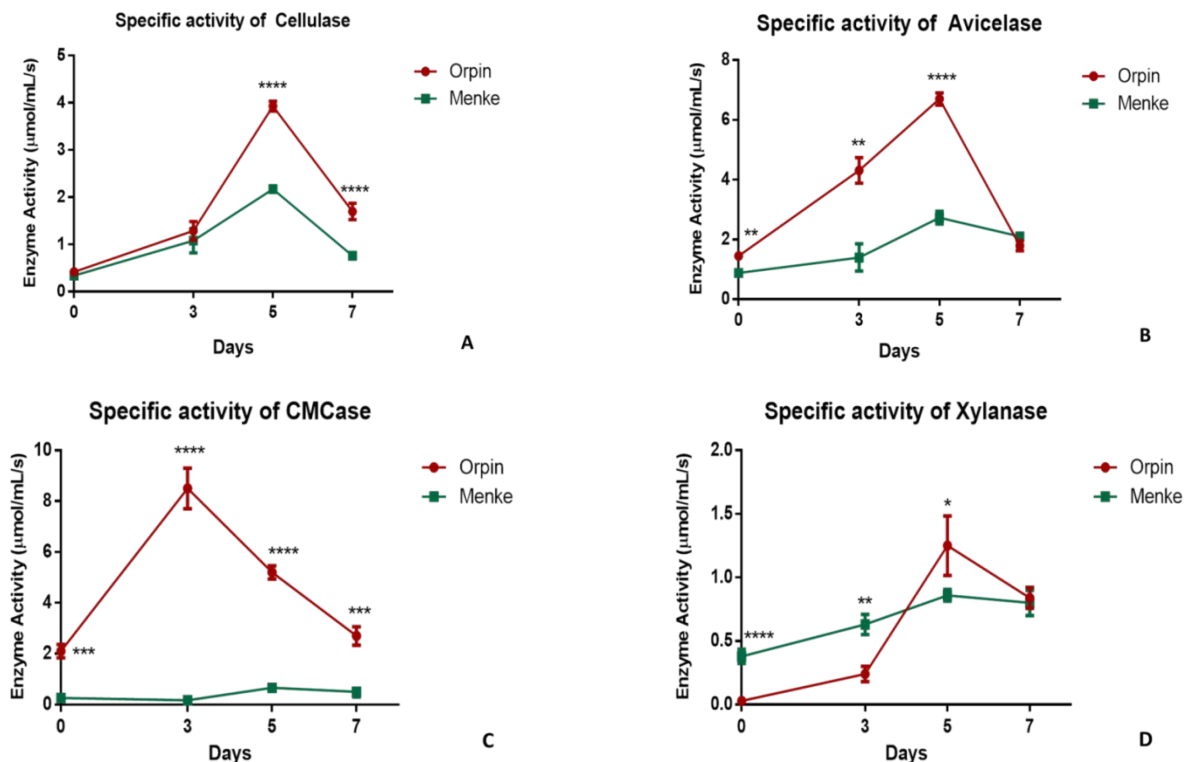 Specific activity of Cellulase
Enzyme Activity (µmol/mL/s)
5
4
3
2
1
0
****
****
Orpin
Menke
0 3 5 7
Days
A
Specific activity of Avicelase
Enzyme Activity (µmol/mL/s)
8
6
4
2
0
**
**
****
Orpin
Menke
0 3 5 7
Days
B
Specific activity of CMCase
Enzyme Activity (µmol/mL/s)
10
8
6
4
2
0
***
****
****
***
Orpin
Menke
0 3 5 7
Days
C
Specific activity of Xylanase
Enzyme Activity (µmol/mL/s)
2.0
1.5
1.0
0.5
0.0
****
**
*
Orpin
Menke
0 3 5 7
Days
D